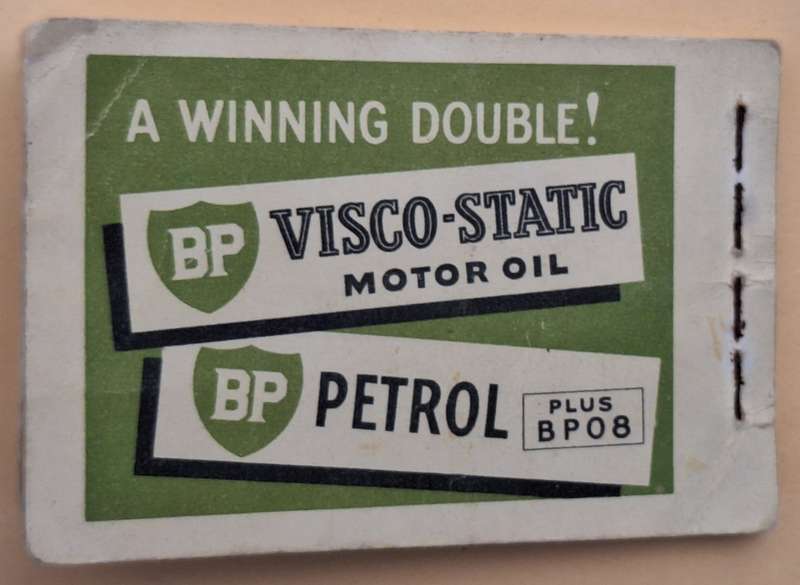 A WINNING DOUBLE!
BP VISCO-STATIC
MOTOR OIL
BP PETROL PLUS
BP08